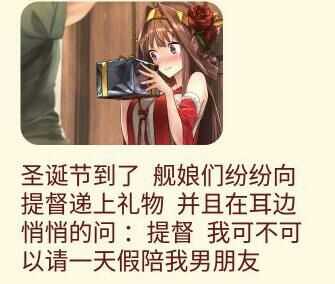 圣诞节到了  舰娘们纷纷向
提督递上礼物  并且在耳边
悄悄的问： 提督  我可不可
以请一天假陪我男朋友